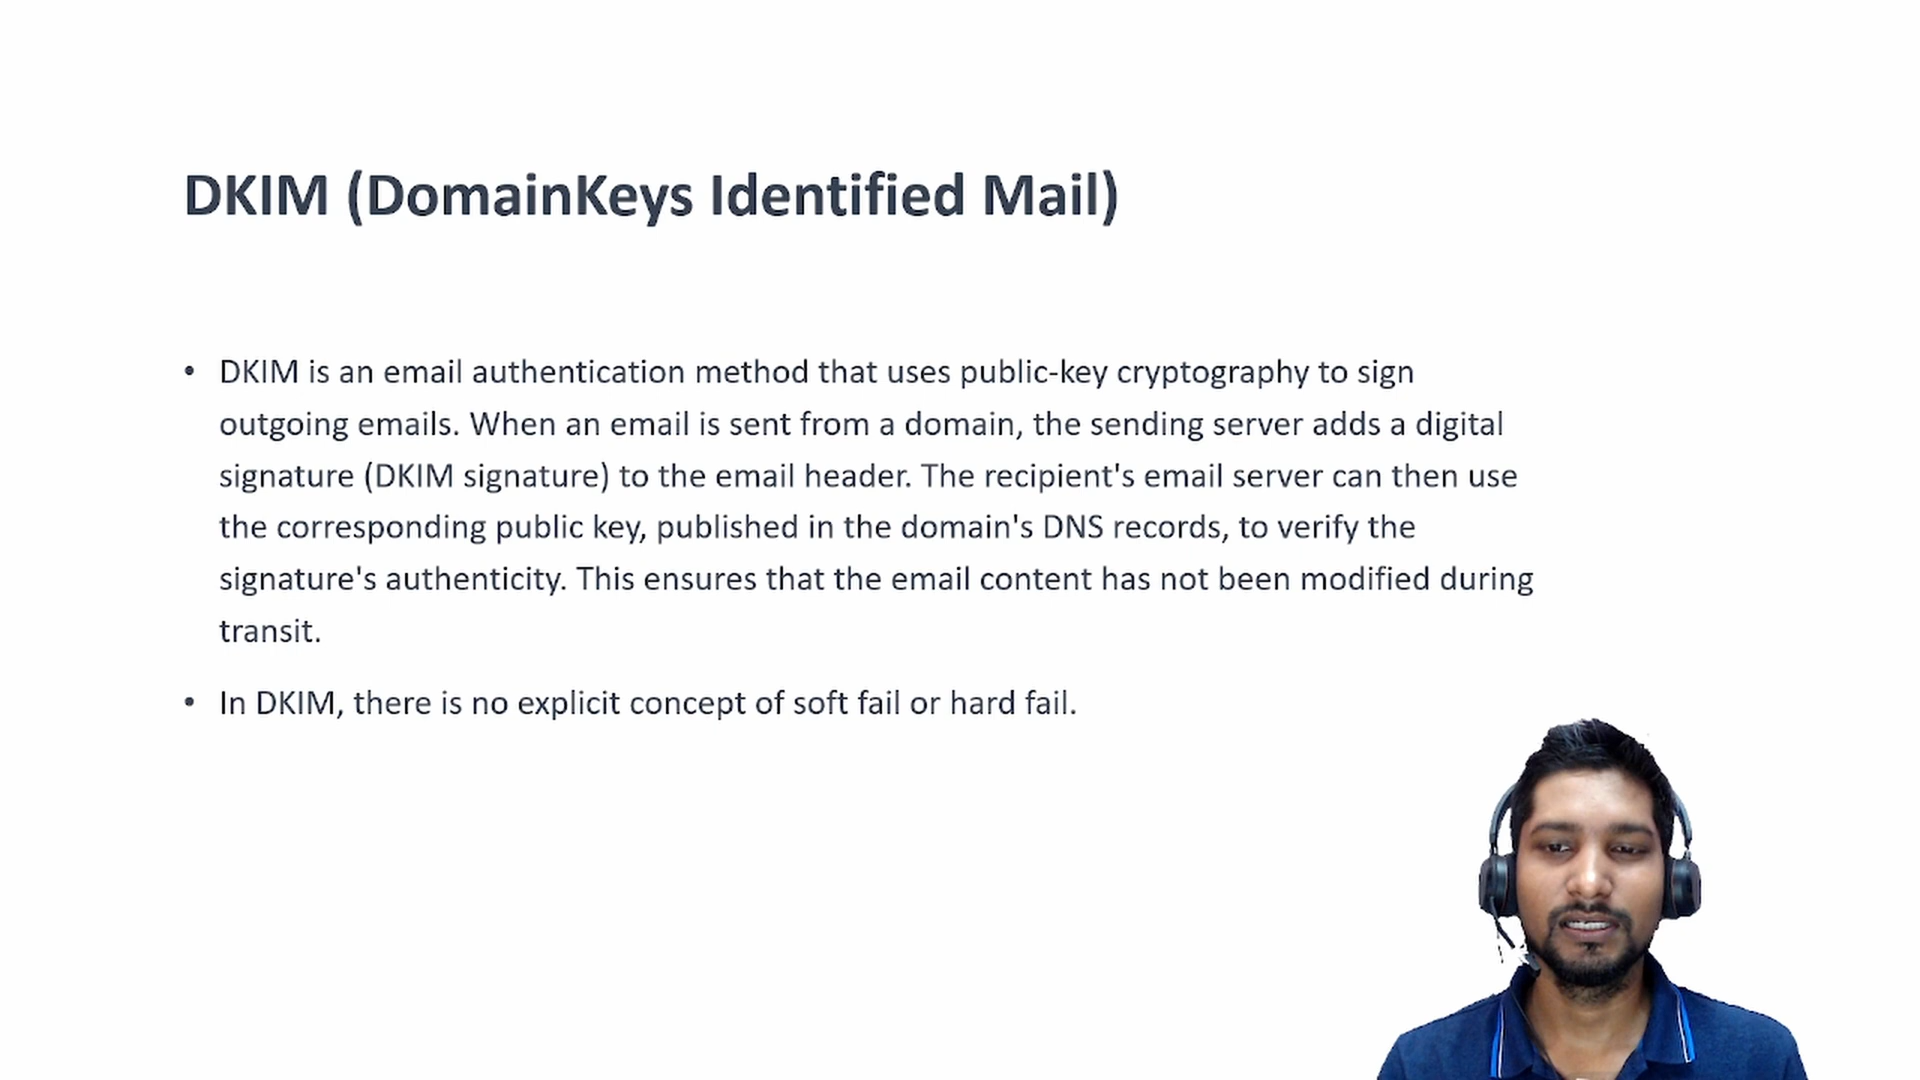 DKIM (DomainKeys Identified Mail)
• DKIM is an email authentication method that uses public-key cryptography to sign
outgoing emails. When an email is sent from a domain, the sending server adds a digital
signature (DKIM signature) to the email header. The recipient's email server can then use
the corresponding public key, published in the domain's DNS records, to verify the
signature's authenticity. This ensures that the email content has not been modified during
transit.
• In DKIM, there is no explicit concept of soft fail or hard fail.